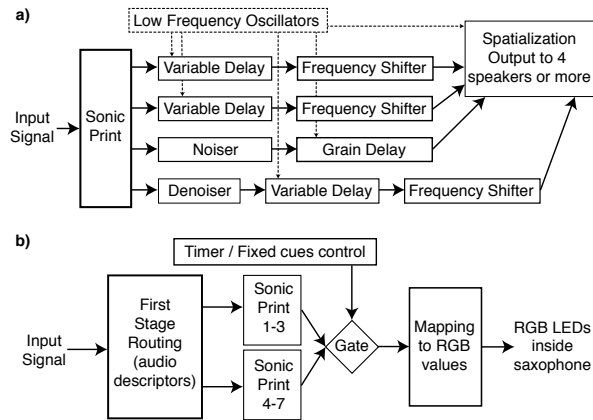 a)
Low Frequency Oscillators
Input
Signal
Sonic
Print
Variable Delay
Frequency Shifter
Variable Delay
Frequency Shifter
Noiser
Grain Delay
Denoiser
Variable Delay
Frequency Shifter
Spatialization
Output to 4
speakers or more
b)
Timer / Fixed cues control
Input
Signal
First
Stage
Routing
(audio
descriptors)
Sonic
Print
1-3
Sonic
Print
4-7
Gate
Mapping
to RGB
values
RGB LEDs
inside
saxophone